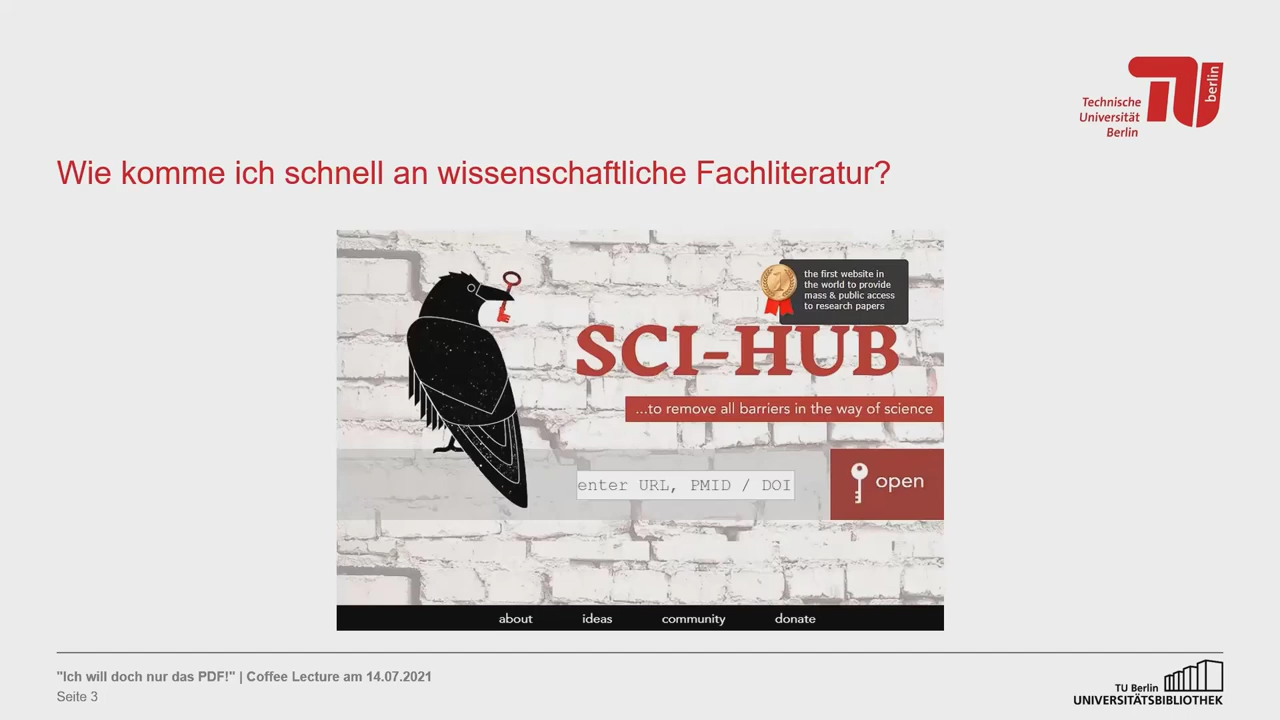 Technische
Universität
Berlin
berlin
Wie komme ich schnell an wissenschaftliche Fachliteratur?
the first website in
the world to provide
mass & public access
to research papers
1
SCI-HUB
...to remove all barriers in the way of science
enter URL, PMID / DOI
open
about ideas community donate
"Ich will doch nur das PDF!" | Coffee Lecture am 14.07.2021
Seite 3
TU Berlin
UNIVERSITÄTSBIBLIOTHEK